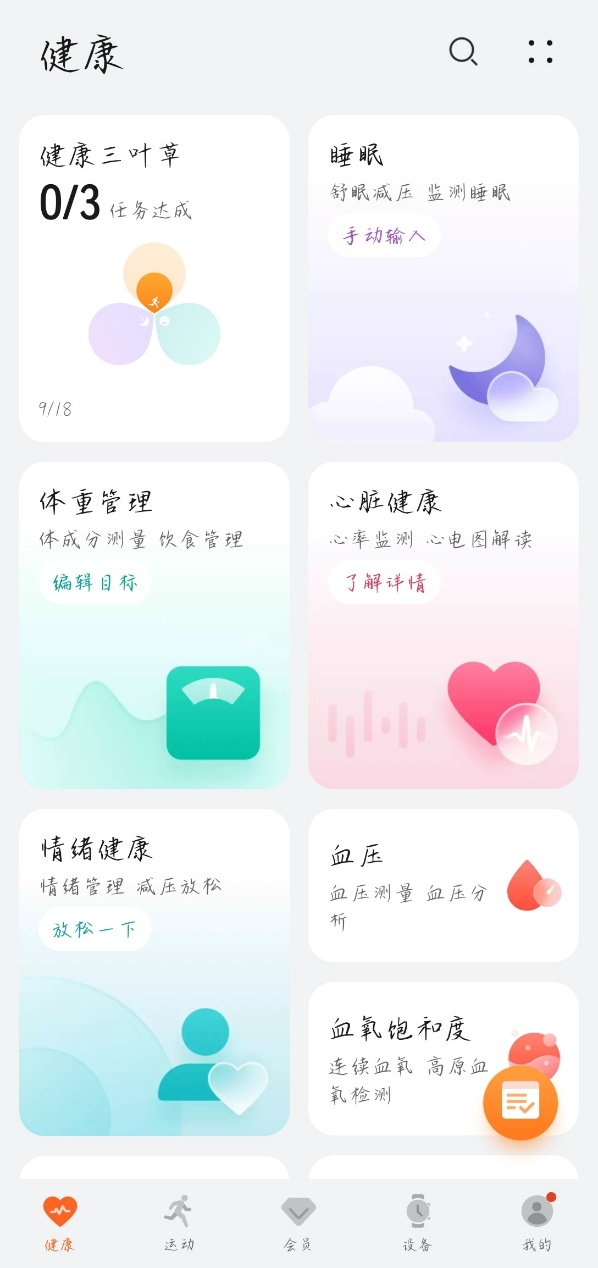 健康
健康三叶草
0/3 任务达成
9/18
睡眠
舒眠减压 监测睡眠
手动输入
体重管理
体成分测量 饮食管理
编辑目标
心脏健康
心率监测 心电图解读
了解详情
情绪健康
情绪管理 减压放松
放松一下
血压
血压测量 血压分
析
血氧饱和度
连续血氧 高原血
氧检测
健康
运动
会员
设备
我的